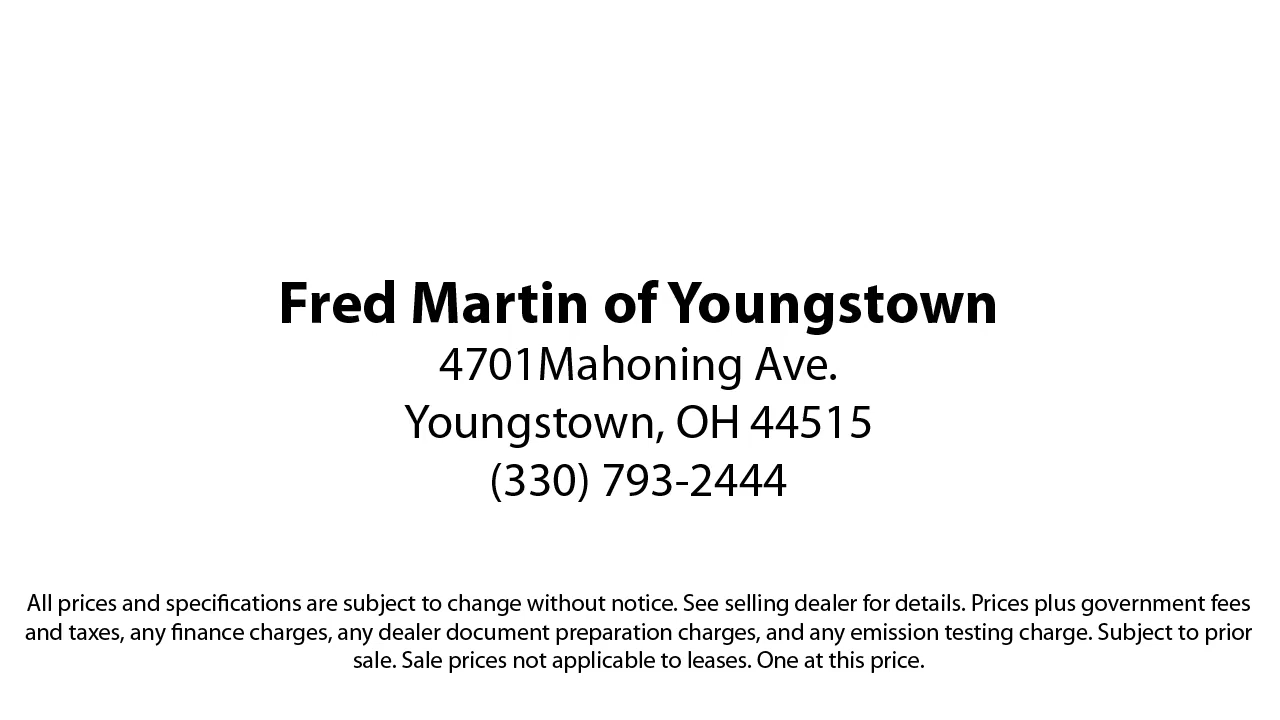 Fred Martin of Youngstown
4701Mahoning Ave.
Youngstown, OH 44515
(330) 793-2444
All prices and specifications are subject to change without notice. See selling dealer for details. Prices plus government fees
and taxes, any finance charges, any dealer document preparation charges, and any emission testing charge. Subject to prior
sale. Sale prices not applicable to leases. One at this price.